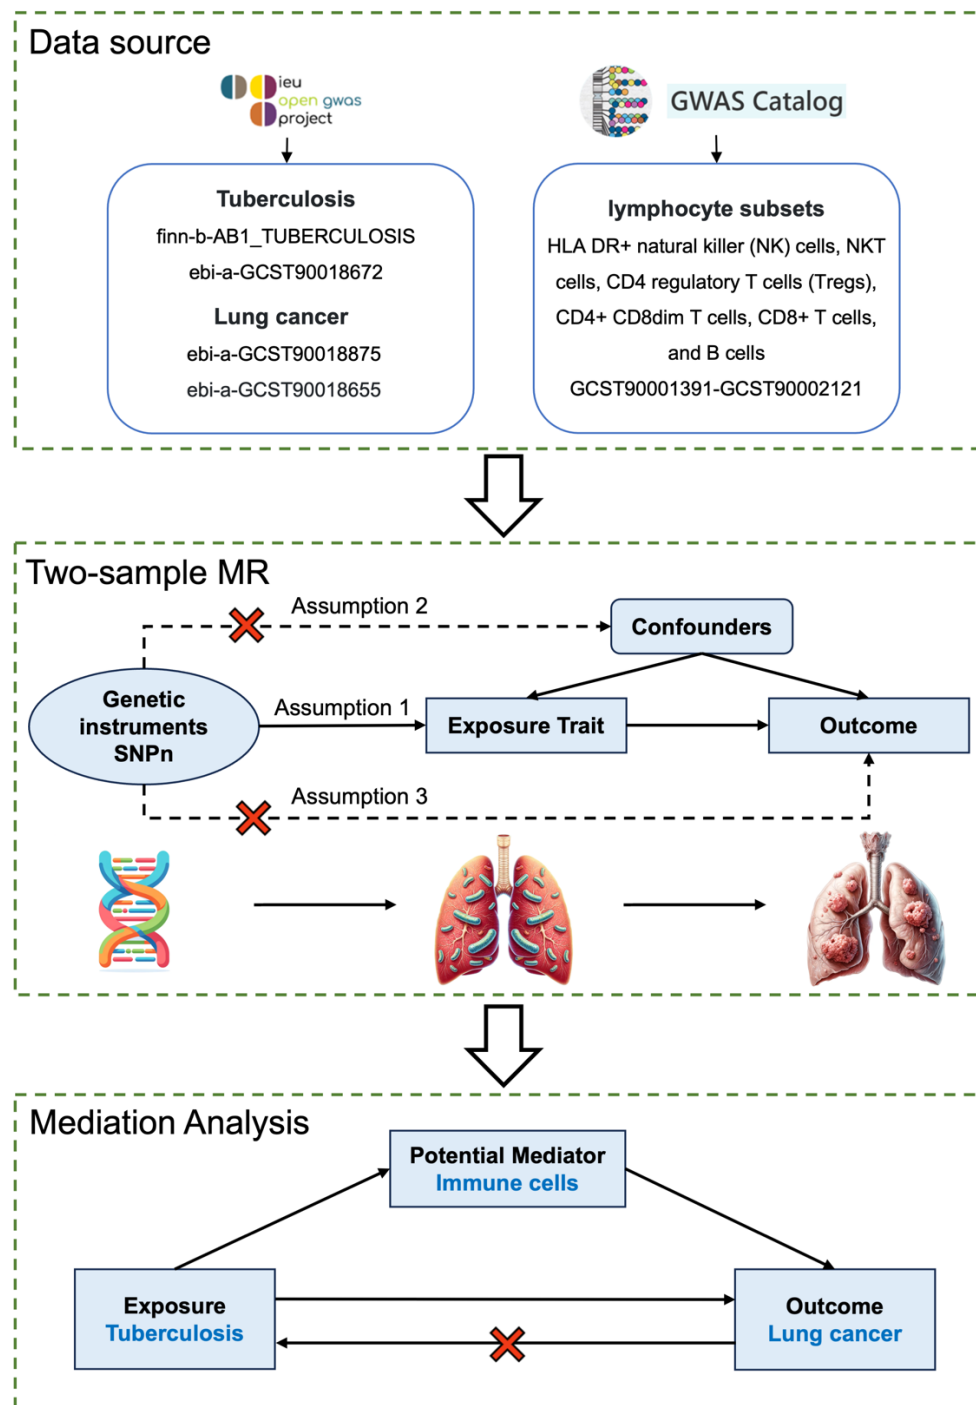 Data source
ieu
open gwas
project
GWAS Catalog
Tuberculosis
finn-b-AB1_TUBERCULOSIS
ebi-a-GCST90018672
Lung cancer
ebi-a-GCST90018875
ebi-a-GCST90018655
lymphocyte subsets
HLA DR+ natural killer (NK) cells, NKT
cells, CD4 regulatory T cells (Tregs),
CD4+ CD8dim T cells, CD8+ T cells,
and B cells
GCST90001391-GCST90002121
Two-sample MR
Assumption 2
Confounders
Genetic
instruments
SNPn
Assumption 1
Exposure Trait
Outcome
Assumption 3
Mediation Analysis
Potential Mediator
Immune cells
Exposure
Tuberculosis
Outcome
Lung cancer